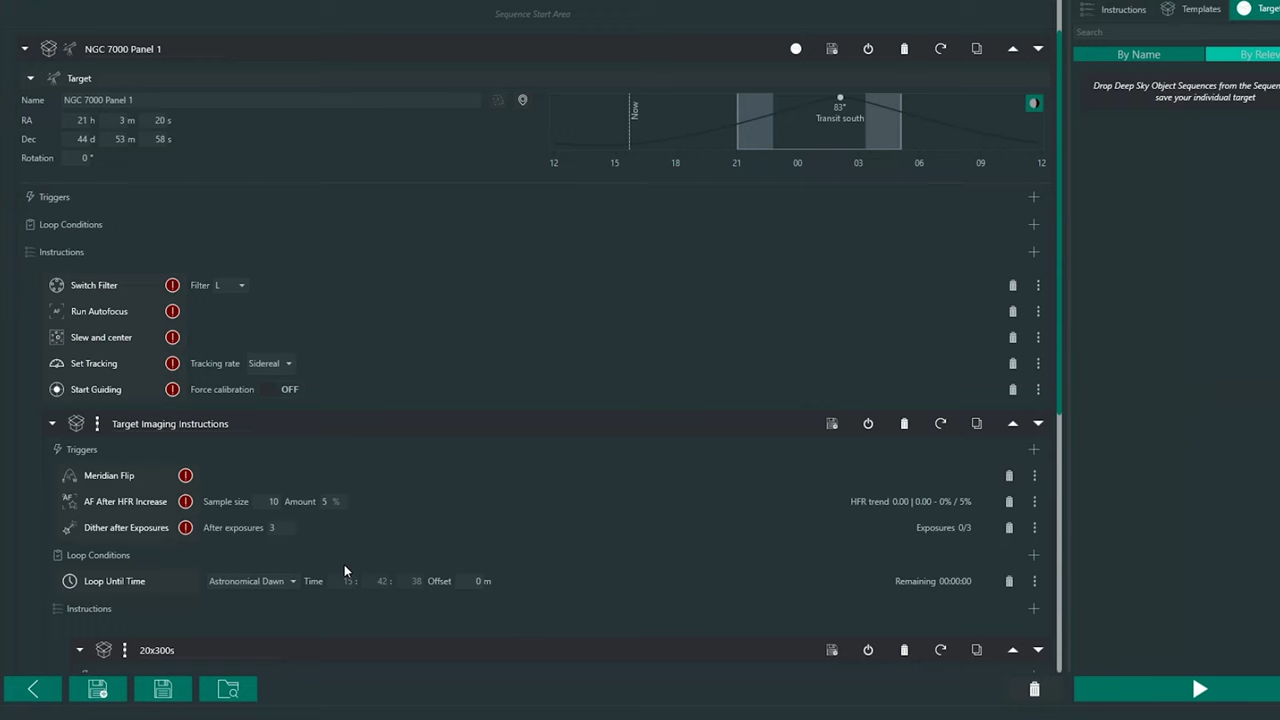 Sequence Start Area
Instructions Templates Targe
Search
By Name By Relev
Drop Deep Sky Object Sequences from the Sequen
save your individual target
NGC 7000 Panel 1
Target
Name NGC 7000 Panel 1
RA 21 h 3 m 20 s
Dec 44 d 53 m 58 s
Rotation 0 °
Now
83°
Transit south
12 15 18 21 00 03 06 09 12
Triggers
Loop Conditions
Instructions
Switch Filter Filter L
Run Autofocus
Slew and center
Set Tracking Tracking rate Sidereal
Start Guiding Force calibration OFF
Target Imaging Instructions
Triggers
Meridian Flip
AF After HFR Increase Sample size 10 Amount 5 % HFR trend 0.00 | 0.00 - 0% / 5%
Dither after Exposures After exposures 3 Exposures 0/3
Loop Conditions
Loop Until Time Astronomical Dawn Time 15 : 42 : 38 Offset 0 m Remaining 00:00:00
Instructions
20x300s